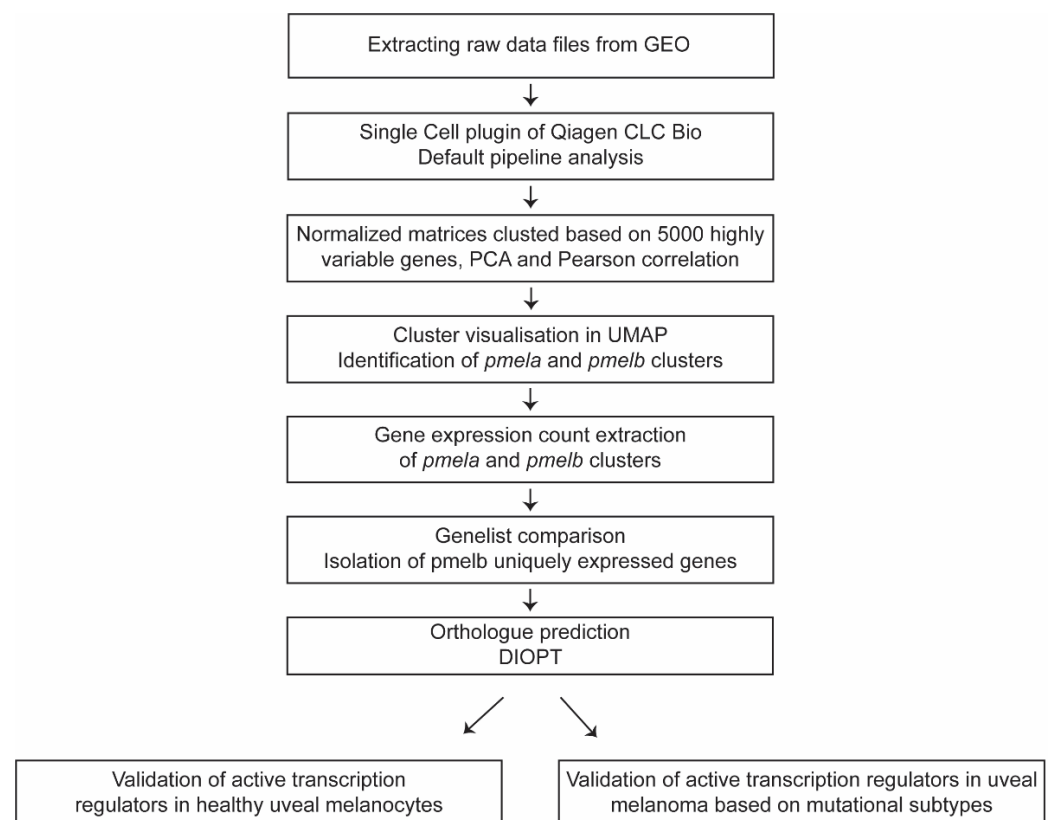 Extracting raw data files from GEO
Single Cell plugin of Qiagen CLC Bio
Default pipeline analysis
Normalized matrices clusted based on 5000 highly
variable genes, PCA and Pearson correlation
Cluster visualisation in UMAP
Identification of pmela and pmelb clusters
Gene expression count extraction
of pmela and pmelb clusters
Genelist comparison
Isolation of pmelb uniquely expressed genes
Orthologue prediction
DIOPT
Validation of active transcription
regulators in healthy uveal melanocytes
Validation of active transcription regulators in uveal
melanoma based on mutational subtypes